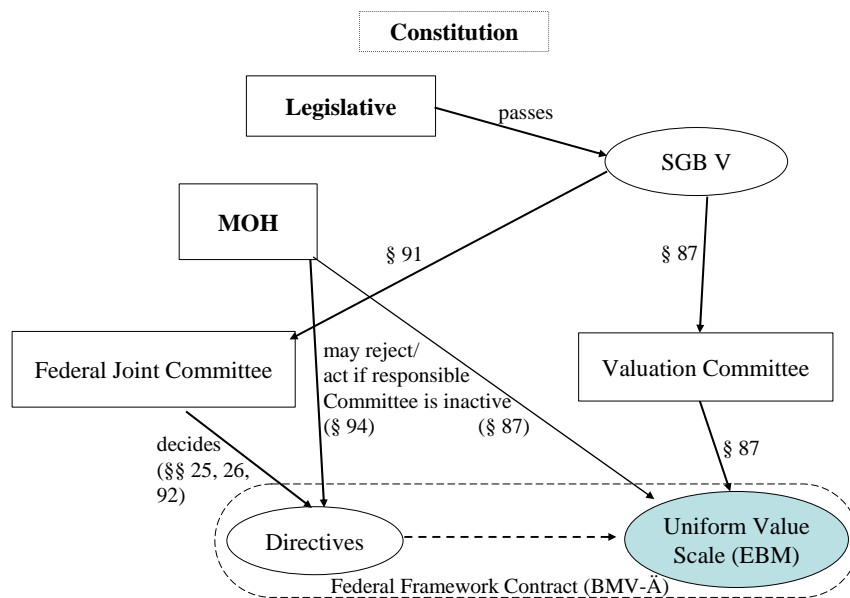 Constitution
Legislative
passes
SGB V
MOH
§ 91
§ 87
Federal Joint Committee
may reject/
act if responsible
Committee is inactive
(§ 94)
(§ 87)
Valuation Committee
decides
(§§ 25, 26,
92)
§ 87
Directives
Uniform Value
Scale (EBM)
Federal Framework Contract (BMV-Ä)